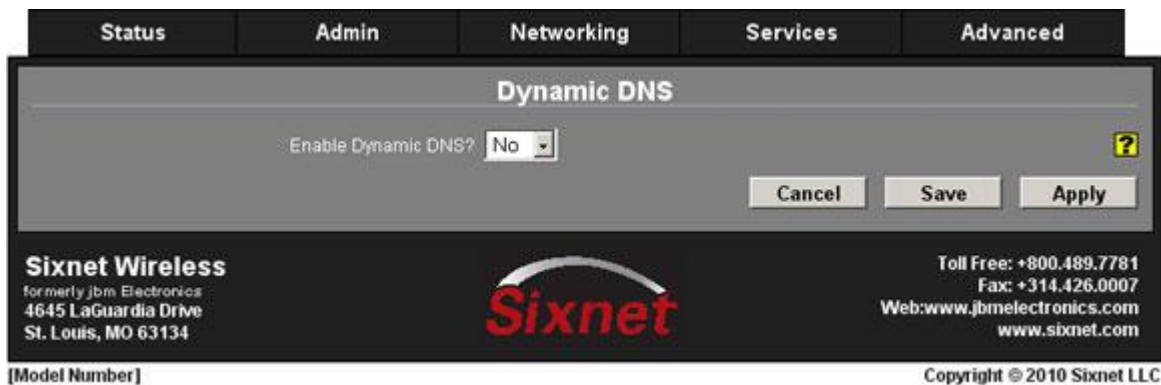 Status Admin Networking Services Advanced
Dynamic DNS
Enable Dynamic DNS? No
?
Cancel Save Apply
Sixnet Wireless
formerly jbm Electronics
4645 LaGuardia Drive
St. Louis, MO 63134
Sixnet
Toll Free: +800.489.7781
Fax: +314.426.0007
Web:www.jbmelectronics.com
www.sixnet.com
[Model Number]
Copyright © 2010 Sixnet LLC